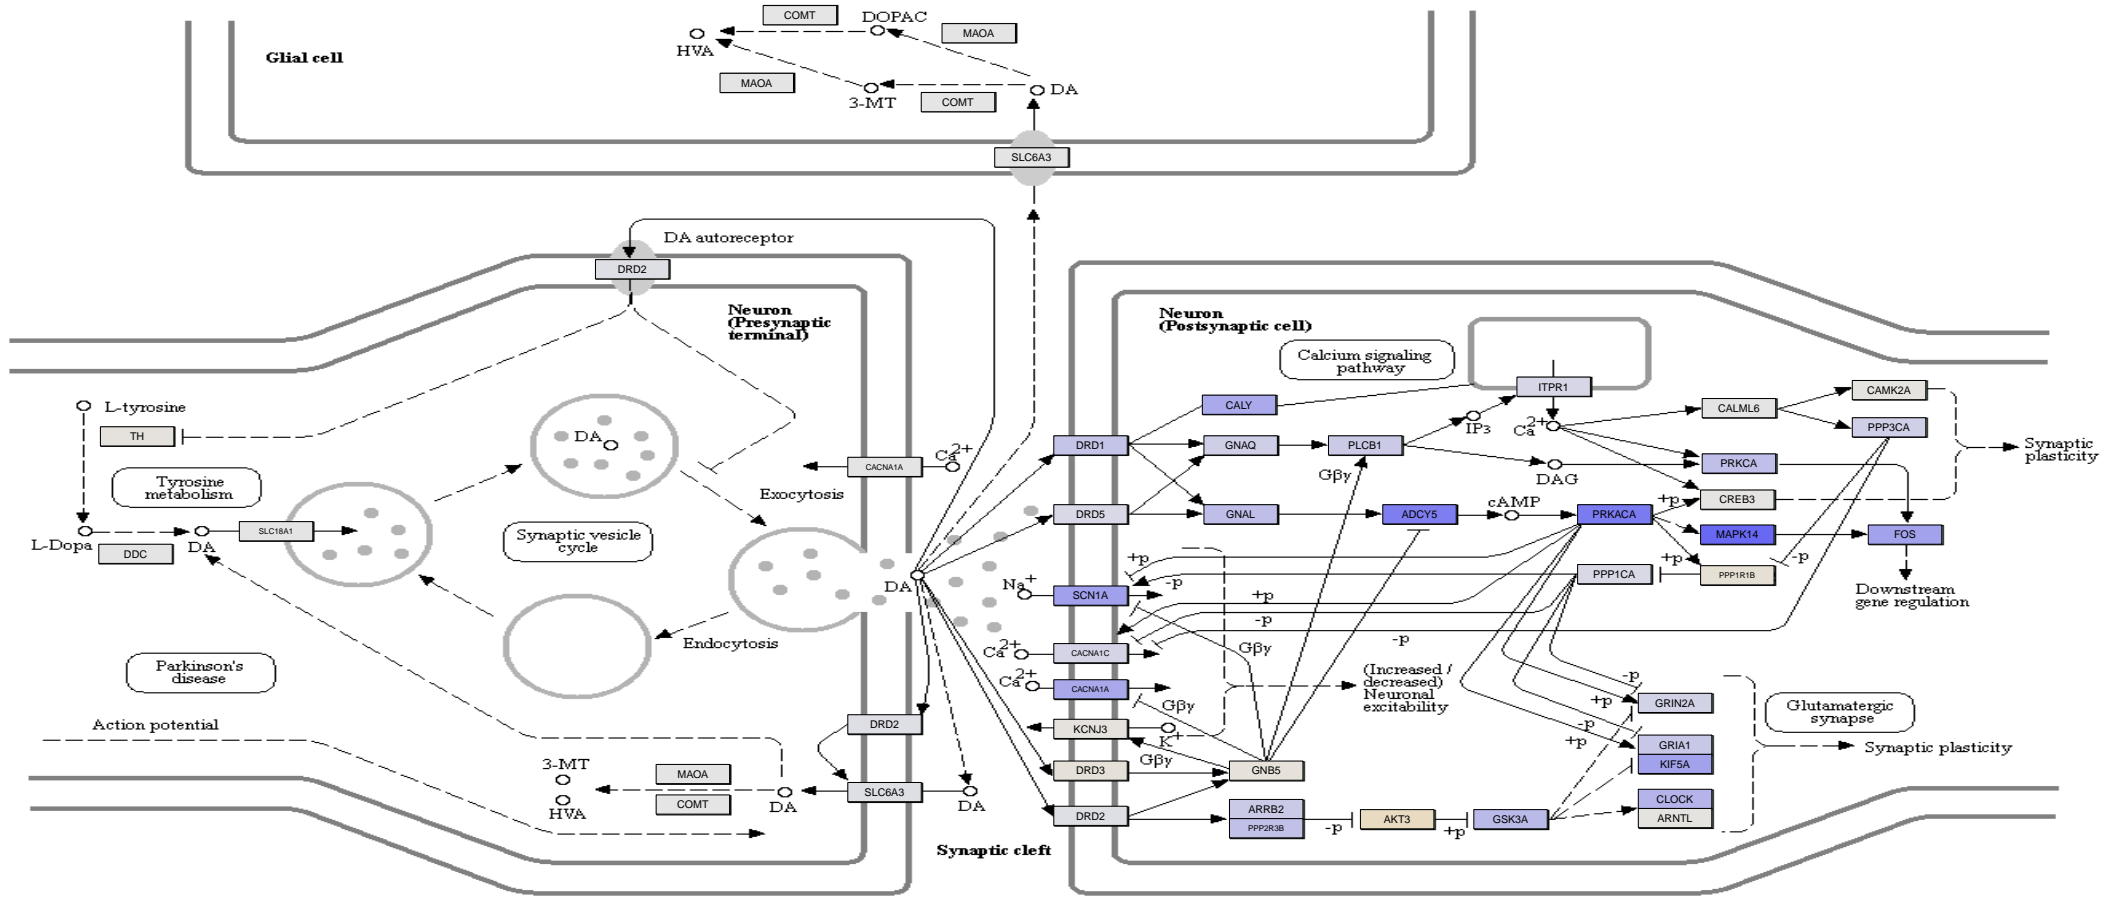 COMT
DOPAC
MAOA
HVA
Glial cell
MAOA
3-MT
COMT
DA
SLC6A3
DA autoreceptor
DRD2
Neuron
(Presynaptic
terminal)
Neuron
(Postsynaptic cell)
Calcium signaling
pathway
ITPR1
CAMK2A
L-tyrosine
TH
CALY
IP3
Ca2+
CALML6
PPP3CA
DA
DRD1
GNAQ
PLCB1
Gβγ
Synaptic
plasticity
CACNA1A
Ca2+
DAG
PRKCA
Tyrosine
metabolism
Exocytosis
+p
CREB3
DRD5
GNAL
ADCY5
cAMP
PRKACA
SLC18A1
L-Dopa
DA
DDC
Synaptic vesicle
cycle
MAPK14
FOS
+p
-p
+p
-p
PPP1CA
PPP1R1B
DA
Na+
SCN1A
+p
-p
-p
Downstream
gene regulation
Endocytosis
Ca2+
CACNA1C
Gβγ
Parkinson's
disease
Ca2+
CACNA1A
Gβγ
(Increased /
decreased)
Neuronal
excitability
-p
+p
GRIN2A
-p
+p
Glutamatergic
synapse
Action potential
DRD2
KCNJ3
K+
Gβγ
GRIA1
KIF5A
Synaptic plasticity
3-MT
MAOA
COMT
HVA
DA
SLC6A3
DA
DRD3
GNB5
DRD2
ARRB2
PPP2R3B
-p
AKT3
+p
GSK3A
CLOCK
ARNTL
Synaptic cleft